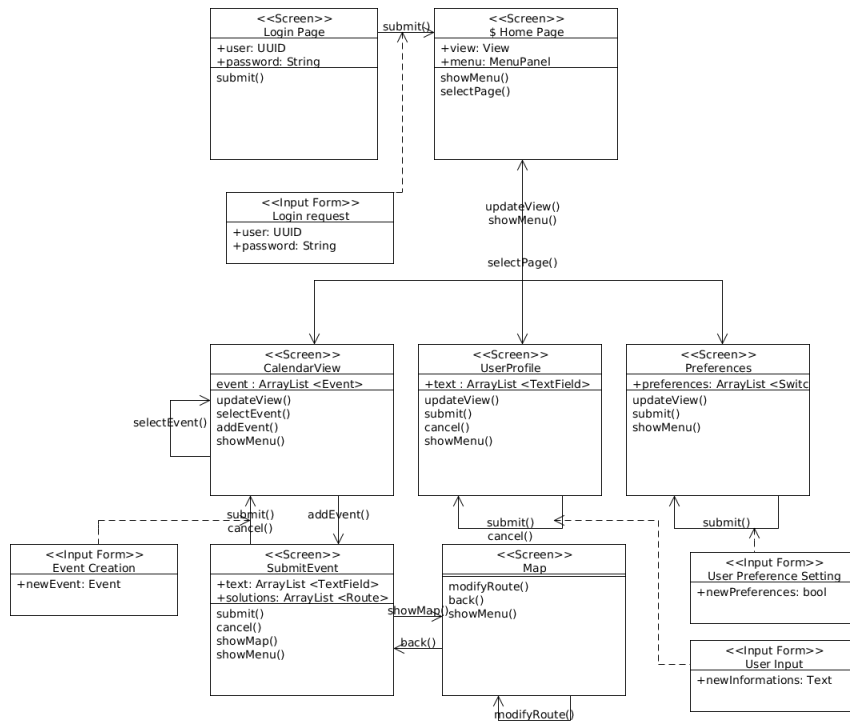 <<Screen>>
Login Page
+user: UUID
+password: String
submit()
submit()
<<Screen>>
$ Home Page
+view: View
+menu: MenuPanel
showMenu()
selectPage()
<<Input Form>>
Login request
+user: UUID
+password: String
updateView()
showMenu()
selectPage()
<<Screen>>
CalendarView
event : ArrayList <Event>
updateView()
selectEvent()
addEvent()
showMenu()
selectEvent()
<<Screen>>
UserProfile
+text : ArrayList <TextField>
updateView()
submit()
cancel()
showMenu()
<<Screen>>
Preferences
+preferences: ArrayList <Switc
updateView()
submit()
showMenu()
submit()
cancel()
addEvent()
submit()
cancel()
submit()
<<Input Form>>
Event Creation
+newEvent: Event
<<Screen>>
SubmitEvent
+text: ArrayList <TextField>
+solutions: ArrayList <Route>
submit()
cancel()
showMap()
showMenu()
showMap()
back()
<<Screen>>
Map
modifyRoute()
back()
showMenu()
modifyRoute()
<<Input Form>>
User Preference Setting
+newPreferences: bool
<<Input Form>>
User Input
+newInformations: Text